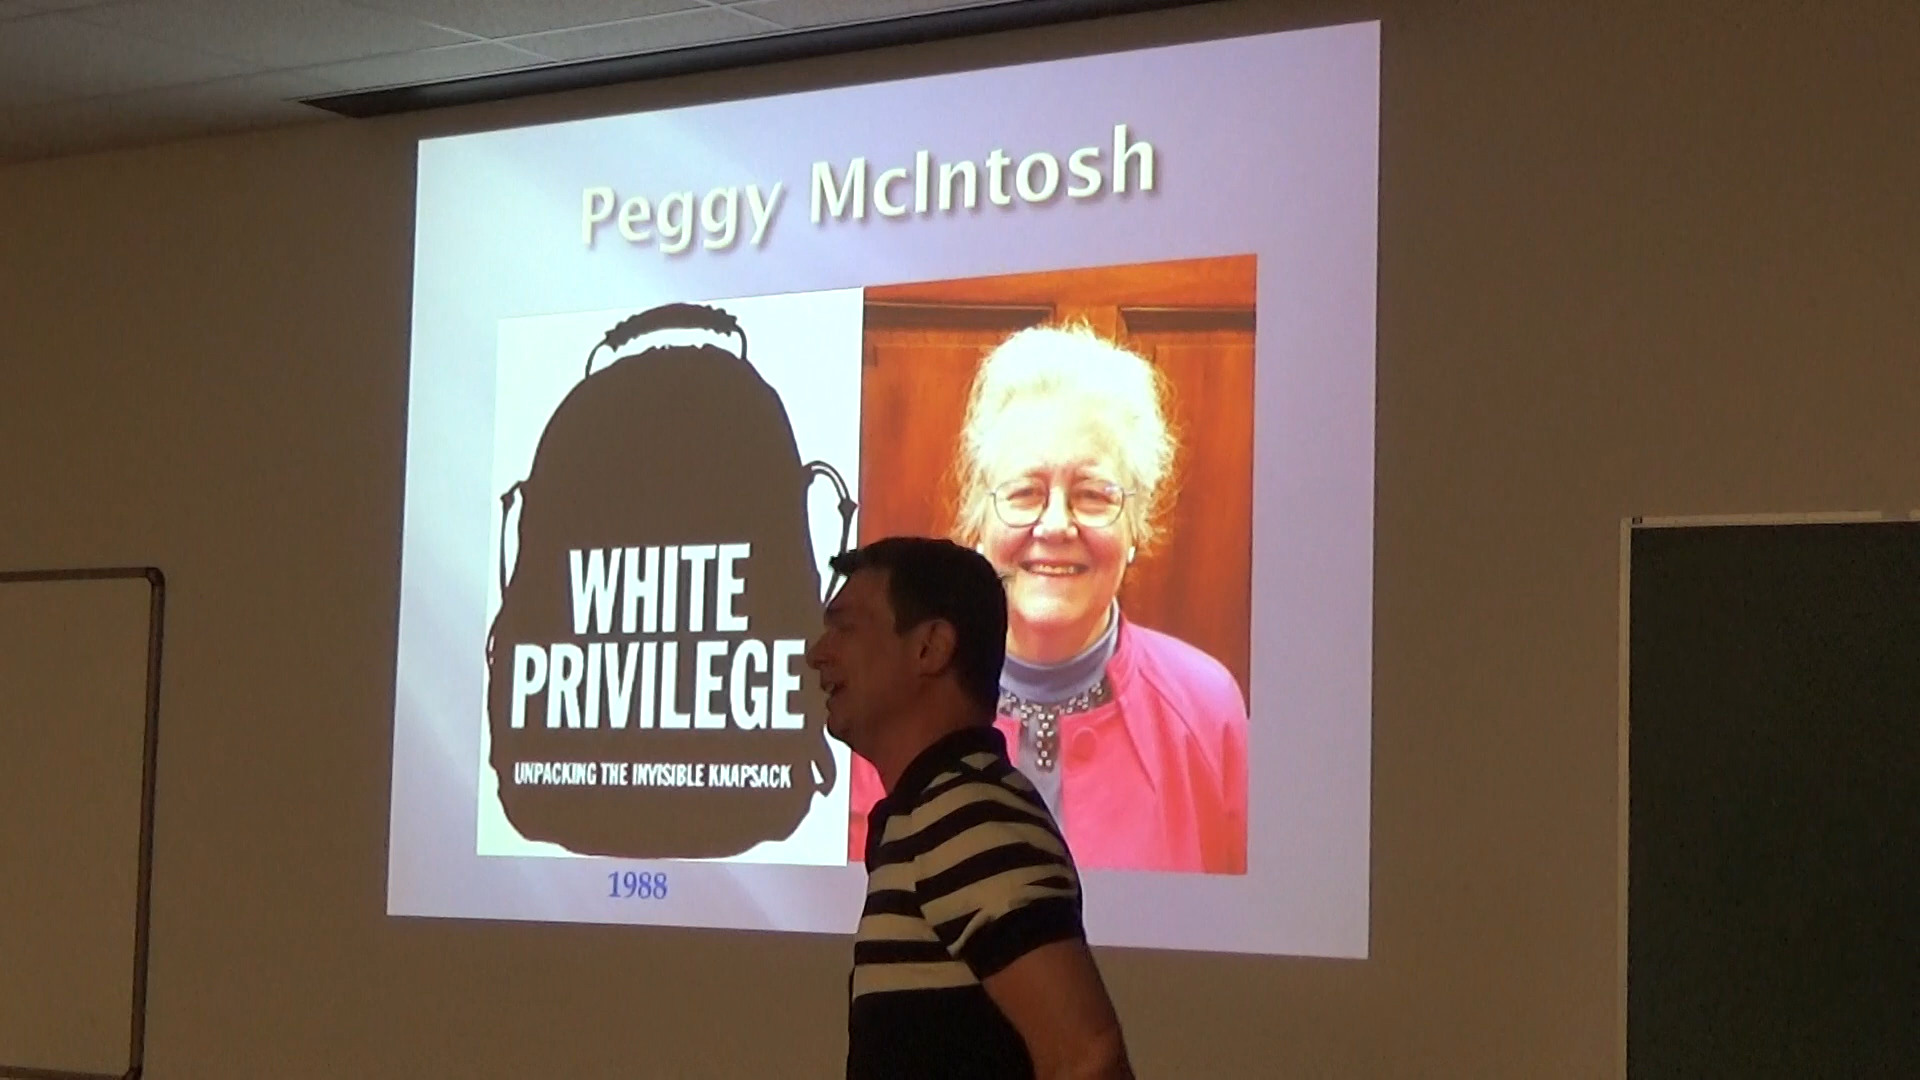 Peggy McIntosh
WHITE
PRIVILEGE
UNPACKING THE INVISIBLE KNAPSACK
1988